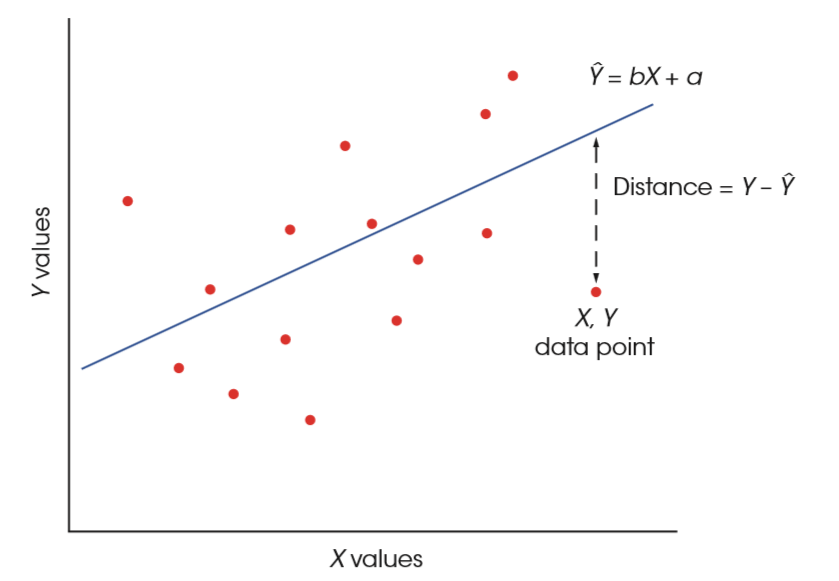 Ŷ = bX + a
Distance = Y – Ŷ
Y values
X, Y
data point
X values